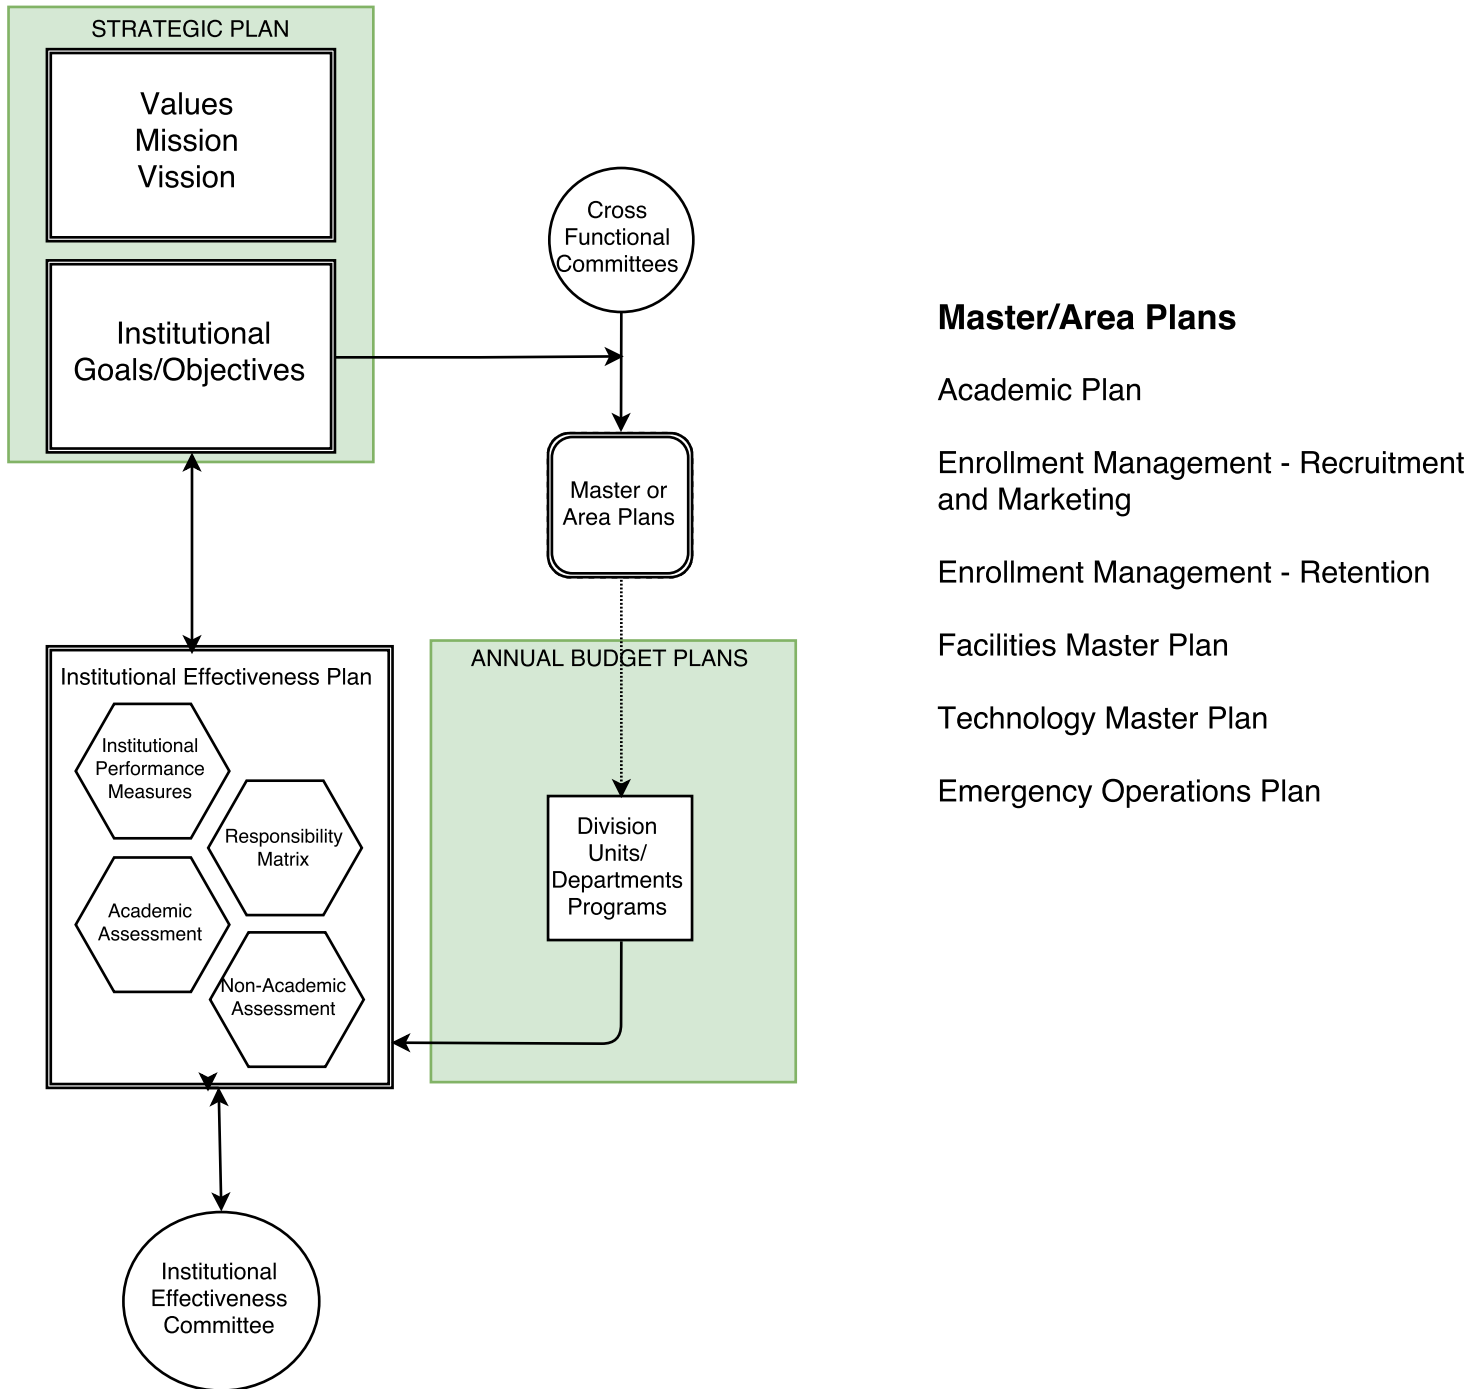 STRATEGIC PLAN
Values
Mission
Vission
Institutional
Goals/Objectives
Cross
Functional
Committees
Master or
Area Plans
Institutional Effectiveness Plan
Institutional
Performance
Measures
Responsibility
Matrix
Academic
Assessment
Non-Academic
Assessment
ANNUAL BUDGET PLANS
Division
Units/
Departments
Programs
Institutional
Effectiveness
Committee
Master/Area Plans
Academic Plan
Enrollment Management - Recruitment
and Marketing
Enrollment Management - Retention
Facilities Master Plan
Technology Master Plan
Emergency Operations Plan